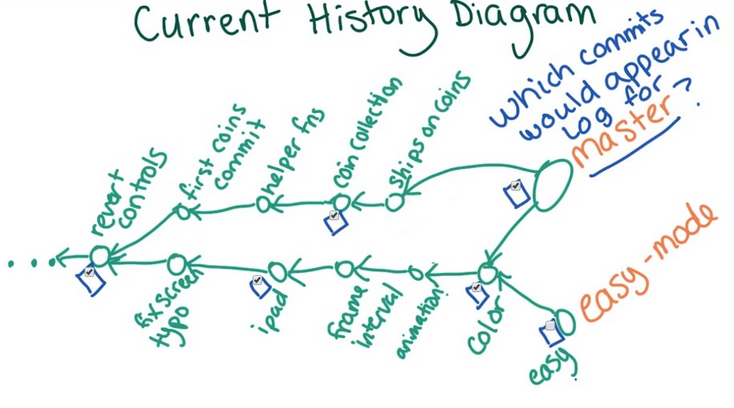 Current History Diagram
which commits
would appear in
log for
master?
revert
controls
first coins
commit
helper fns
coin collection
ships on coins
fix screen
typo
ipad
frame
interval
animation
color
easy
easy-mode